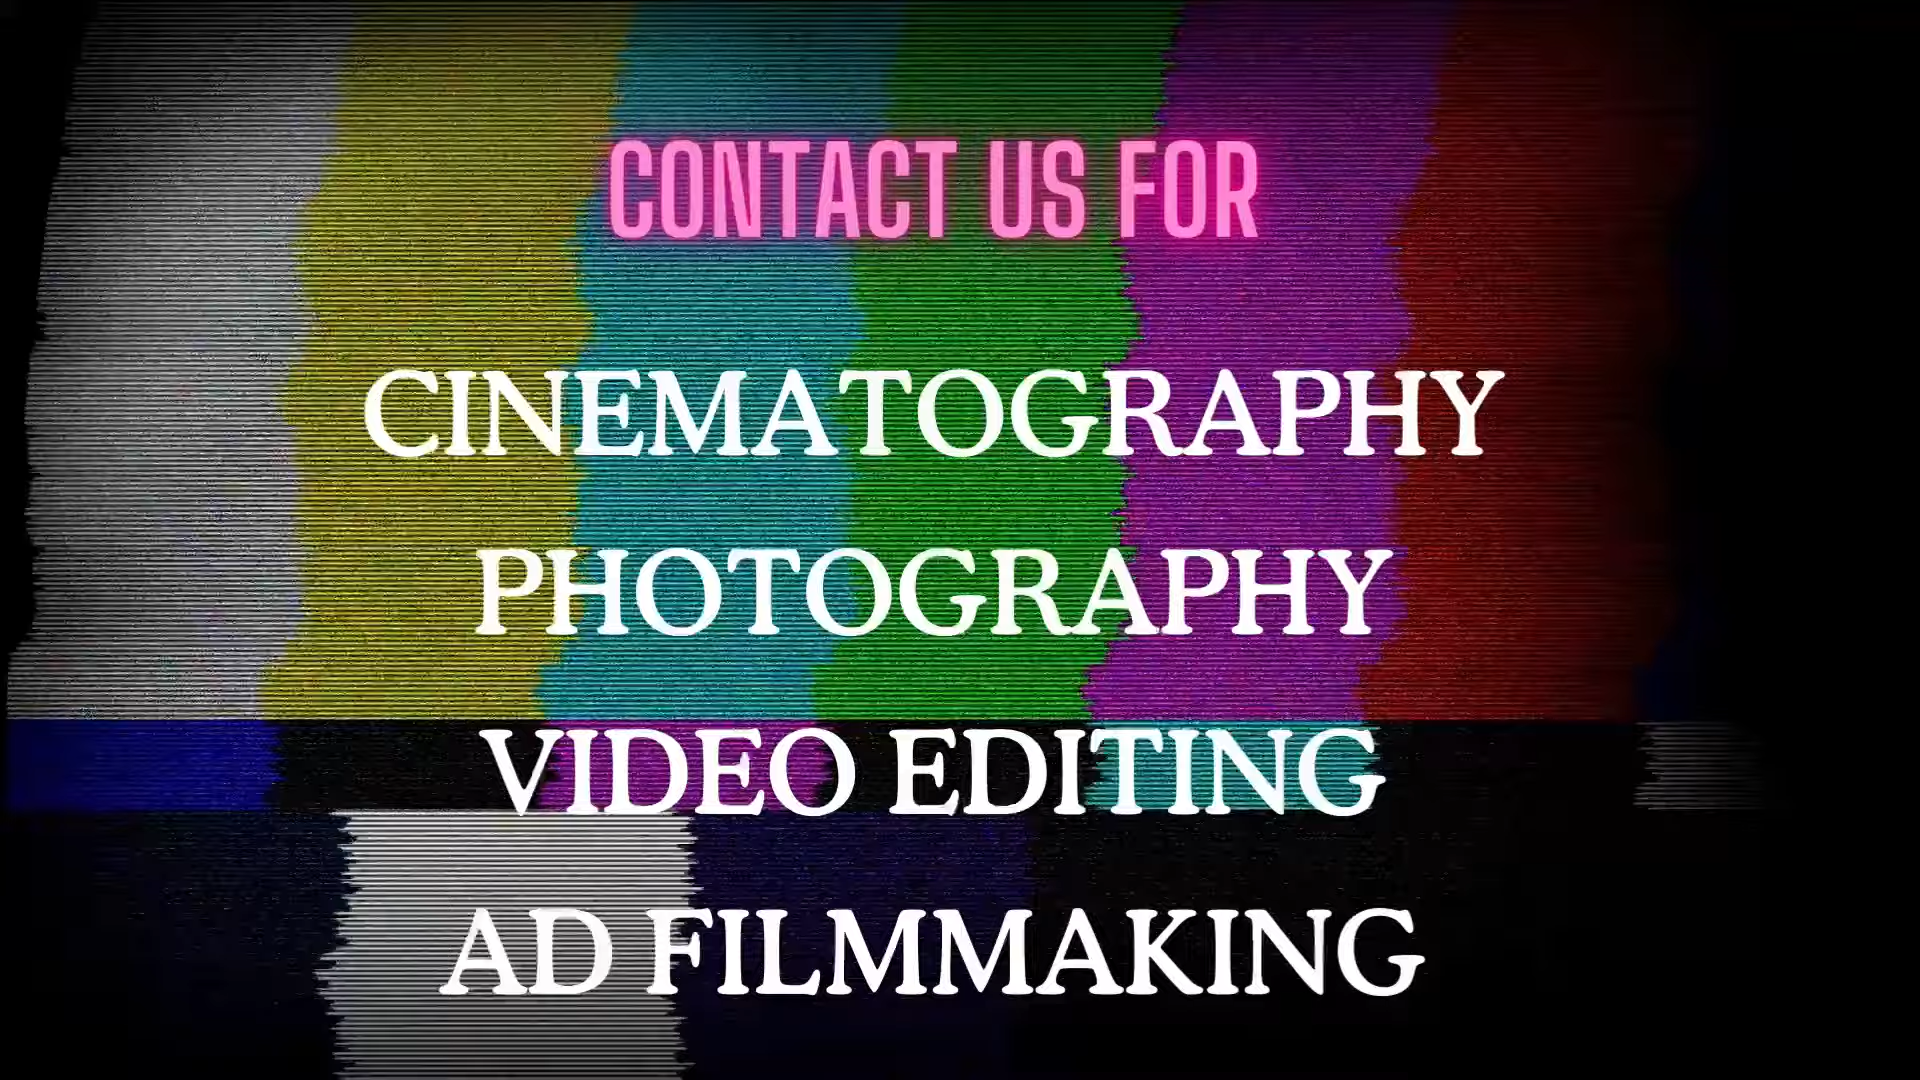 CONTACT US FOR
CINEMATOGRAPHY
PHOTOGRAPHY
VIDEO EDITING
AD FILMMAKING